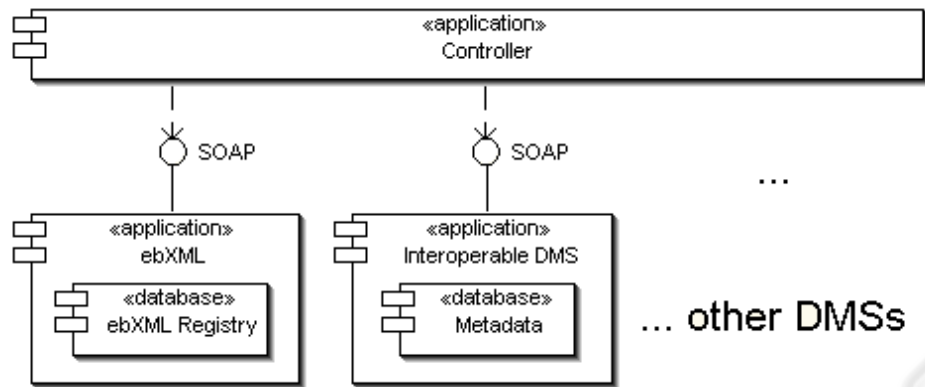 «application»
Controller
SOAP
SOAP
...
«application»
ebXML
«application»
Interoperable DMS
«database»
ebXML Registry
«database»
Metadata
... other DMSs